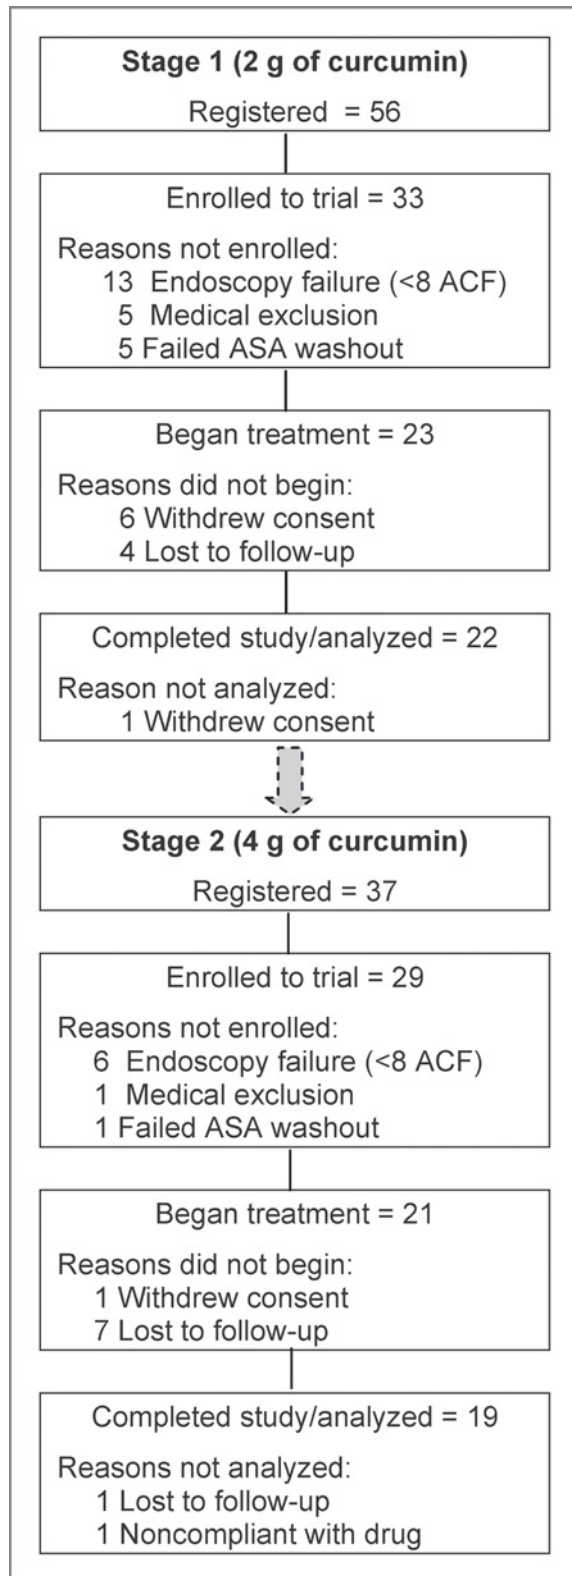 Stage 1 (2 g of curcumin)
Registered = 56
Enrolled to trial = 33
Reasons not enrolled:
13 Endoscopy failure (<8 ACF)
5 Medical exclusion
5 Failed ASA washout
Began treatment = 23
Reasons did not begin:
6 Withdrew consent
4 Lost to follow-up
Completed study/analyzed = 22
Reason not analyzed:
1 Withdrew consent
Stage 2 (4 g of curcumin)
Registered = 37
Enrolled to trial = 29
Reasons not enrolled:
6 Endoscopy failure (<8 ACF)
1 Medical exclusion
1 Failed ASA washout
Began treatment = 21
Reasons did not begin:
1 Withdrew consent
7 Lost to follow-up
Completed study/analyzed = 19
Reasons not analyzed:
1 Lost to follow-up
1 Noncompliant with drug